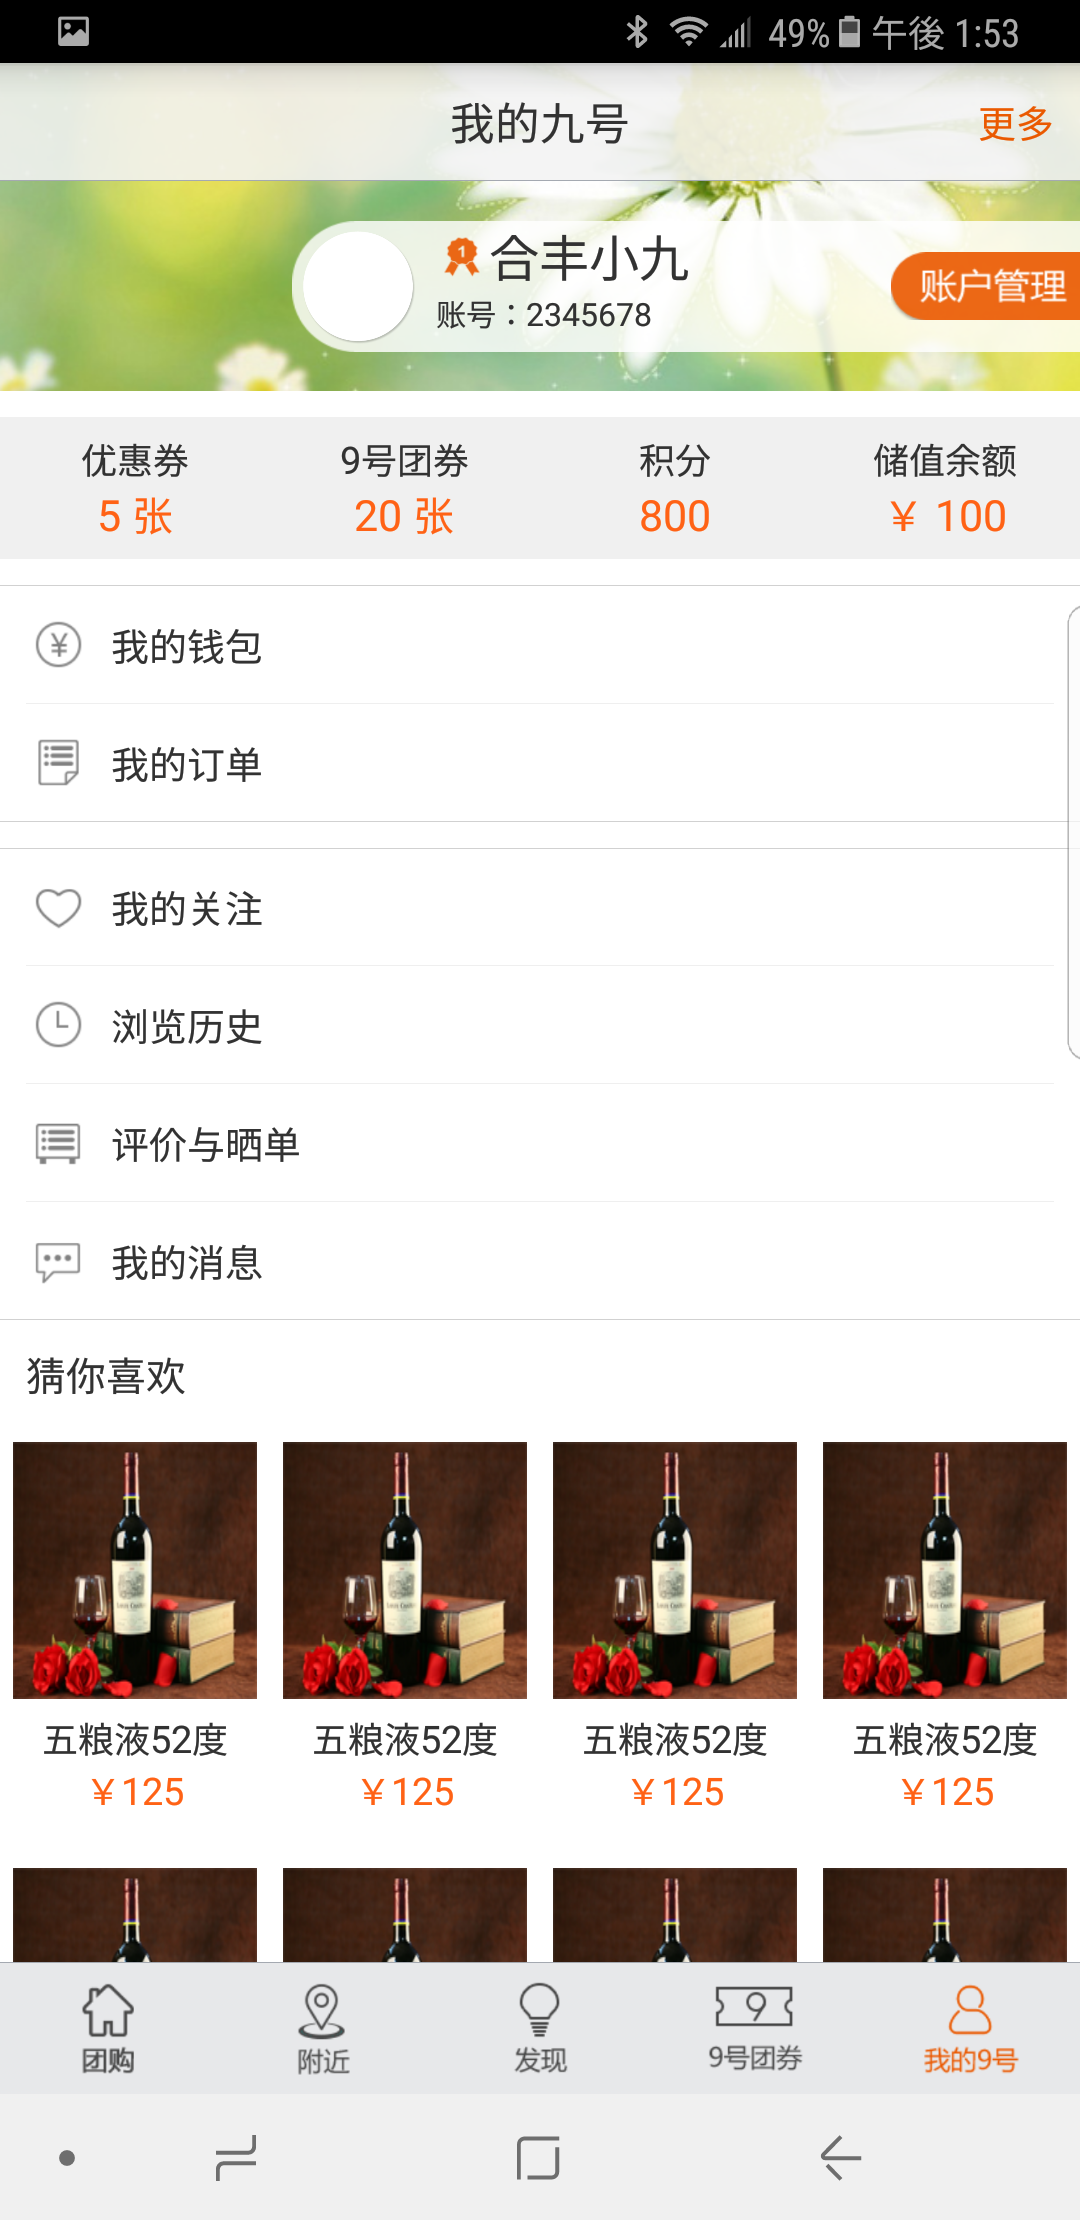 49% 午後 1:53
我的九号
更多
1 合丰小九
账号：2345678
账户管理
优惠券 9号团券 积分 储值余额
5 张 20 张 800 ￥ 100
¥ 我的钱包
我的订单
我的关注
浏览历史
评价与晒单
我的消息
猜你喜欢
五粮液52度 五粮液52度 五粮液52度 五粮液52度
￥125 ￥125 ￥125 ￥125
9
团购 附近 发现 9号团券 我的9号